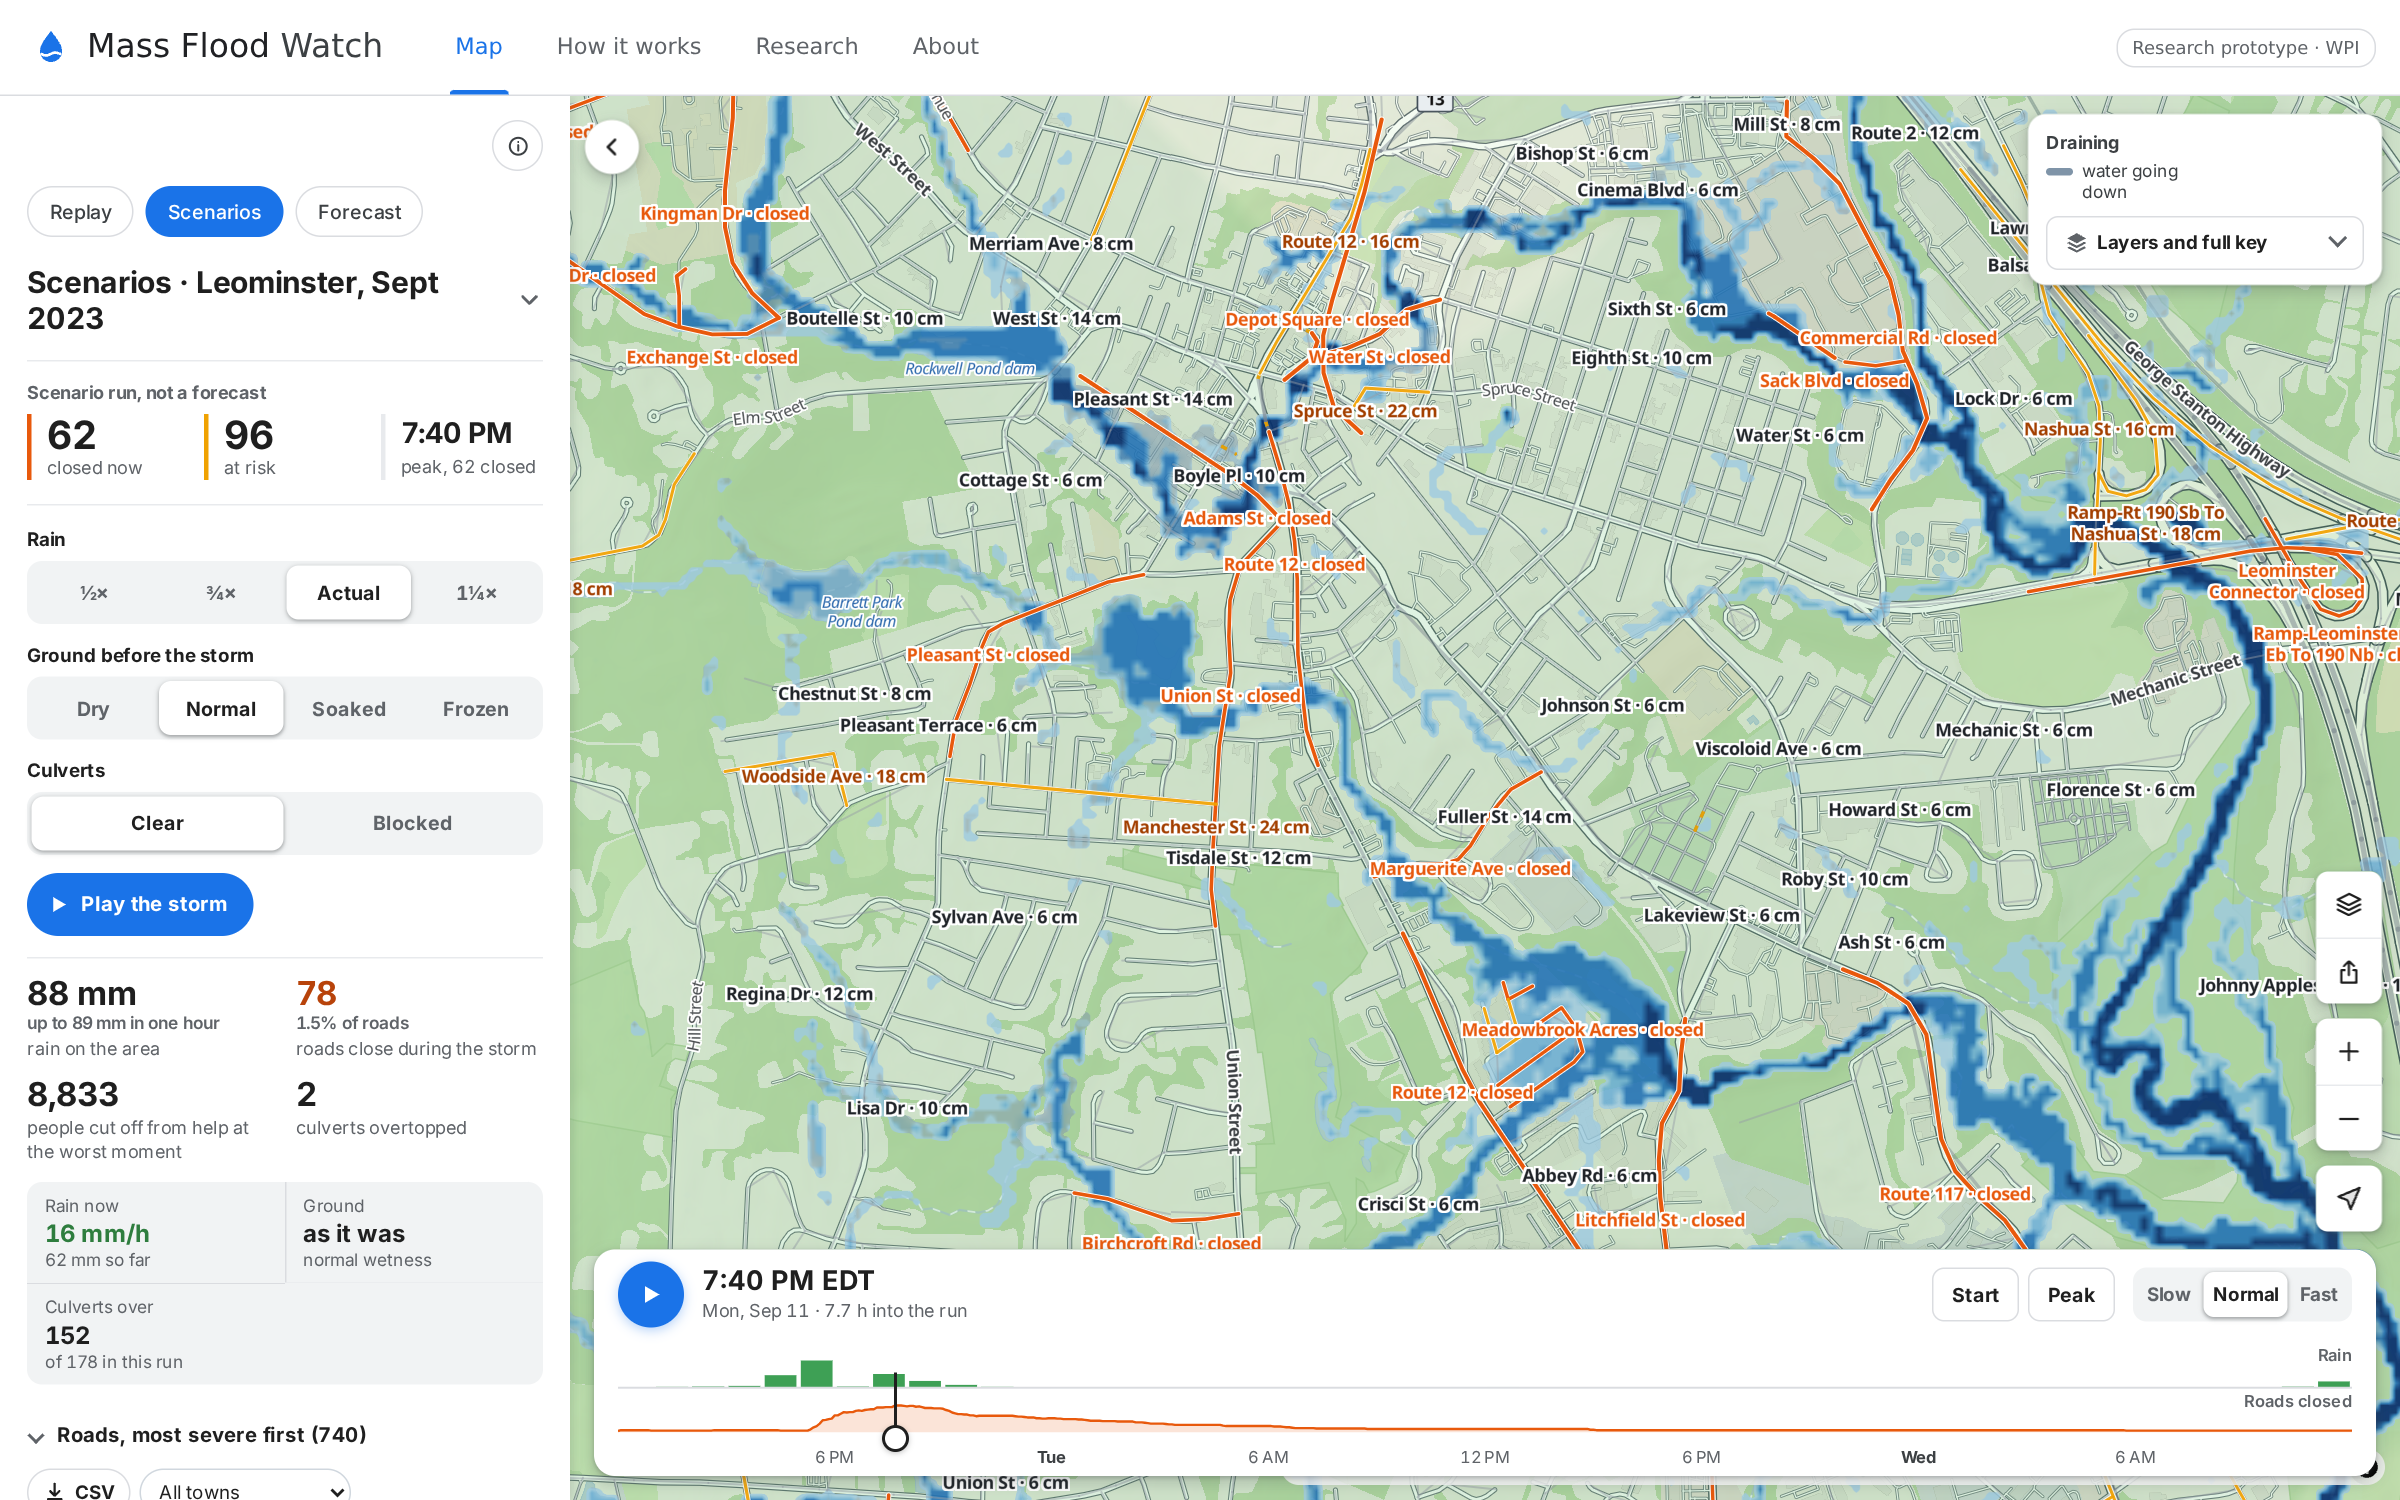 Mass Flood Watch
Map
How it works
Research
About
Research prototype · WPI
Replay
Scenarios
Forecast
Scenarios · Leominster, Sept
2023
Scenario run, not a forecast
62
closed now
96
at risk
7:40 PM
peak, 62 closed
Rain
½×
¾×
Actual
1¼×
Ground before the storm
Dry
Normal
Soaked
Frozen
Culverts
Clear
Blocked
Play the storm
88 mm
up to 89 mm in one hour
rain on the area
78
1.5% of roads
roads close during the storm
8,833
people cut off from help at
the worst moment
2
culverts overtopped
Rain now
16 mm/h
62 mm so far
Ground
as it was
normal wetness
Culverts over
152
of 178 in this run
Roads, most severe first (740)
CSV
All towns
13
West Street
Mill St · 8 cm
Route 2 · 12 cm
Bishop St · 6 cm
Cinema Blvd · 6 cm
Kingman Dr · closed
Merriam Ave · 8 cm
Route 12 · 16 cm
Dr · closed
Boutelle St · 10 cm
West St · 14 cm
Depot Square · closed
Sixth St · 6 cm
Commercial Rd · closed
Exchange St · closed
Rockwell Pond dam
Water St · closed
Eighth St · 10 cm
Sack Blvd · closed
George Stanton Highway
Elm Street
Pleasant St · 14 cm
Spruce St · 22 cm
Spruce Street
Lock Dr · 6 cm
Water St · 6 cm
Nashua St · 16 cm
Cottage St · 6 cm
Boyle Pl · 10 cm
Adams St · closed
Ramp-Rt 190 Sb To
Nashua St · 18 cm
Route
Route 12 · closed
8 cm
Barrett Park
Pond dam
Leominster
Connector · closed
Ramp-Leominster
Eb To 190 Nb · cl
Pleasant St · closed
Chestnut St · 8 cm
Union St · closed
Johnson St · 6 cm
Mechanic Street
Pleasant Terrace · 6 cm
Viscoloid Ave · 6 cm
Mechanic St · 6 cm
Woodside Ave · 18 cm
Florence St · 6 cm
Manchester St · 24 cm
Fuller St · 14 cm
Howard St · 6 cm
Tisdale St · 12 cm
Marguerite Ave · closed
Roby St · 10 cm
Sylvan Ave · 6 cm
Lakeview St · 6 cm
Ash St · 6 cm
Hill Street
Regina Dr · 12 cm
Johnny Apples
Meadowbrook Acres · closed
Union Street
Route 12 · closed
Lisa Dr · 10 cm
Abbey Rd · 6 cm
Crisci St · 6 cm
Route 117 · closed
Litchfield St · closed
Birchcroft Rd · closed
Draining
water going
down
Layers and full key
7:40 PM EDT
Mon, Sep 11 · 7.7 h into the run
Start
Peak
Slow
Normal
Fast
Rain
Roads closed
6 PM
Tue
6 AM
12 PM
6 PM
Wed
6 AM
Union St · 6 cm